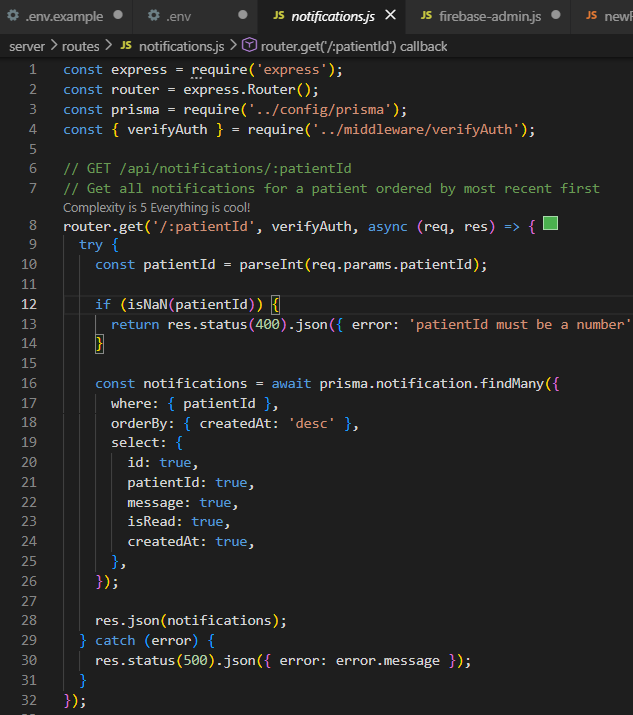 .env.example
.env
JS notifications.js
JS firebase-admin.js
JS newF
server > routes > JS notifications.js > router.get('/:patientId') callback
1 const express = require('express');
2 const router = express.Router();
3 const prisma = require('../config/prisma');
4 const { verifyAuth } = require('../middleware/verifyAuth');
5
6 // GET /api/notifications/:patientId
7 // Get all notifications for a patient ordered by most recent first
Complexity is 5 Everything is cool!
8 router.get('/:patientId', verifyAuth, async (req, res) => {
9 try {
10 const patientId = parseInt(req.params.patientId);
11
12 if (isNaN(patientId)) {
13 return res.status(400).json({ error: 'patientId must be a number'
14 }
15
16 const notifications = await prisma.notification.findMany({
17 where: { patientId },
18 orderBy: { createdAt: 'desc' },
19 select: {
20 id: true,
21 patientId: true,
22 message: true,
23 isRead: true,
24 createdAt: true,
25 },
26 });
27
28 res.json(notifications);
29 } catch (error) {
30 res.status(500).json({ error: error.message });
31 }
32 });